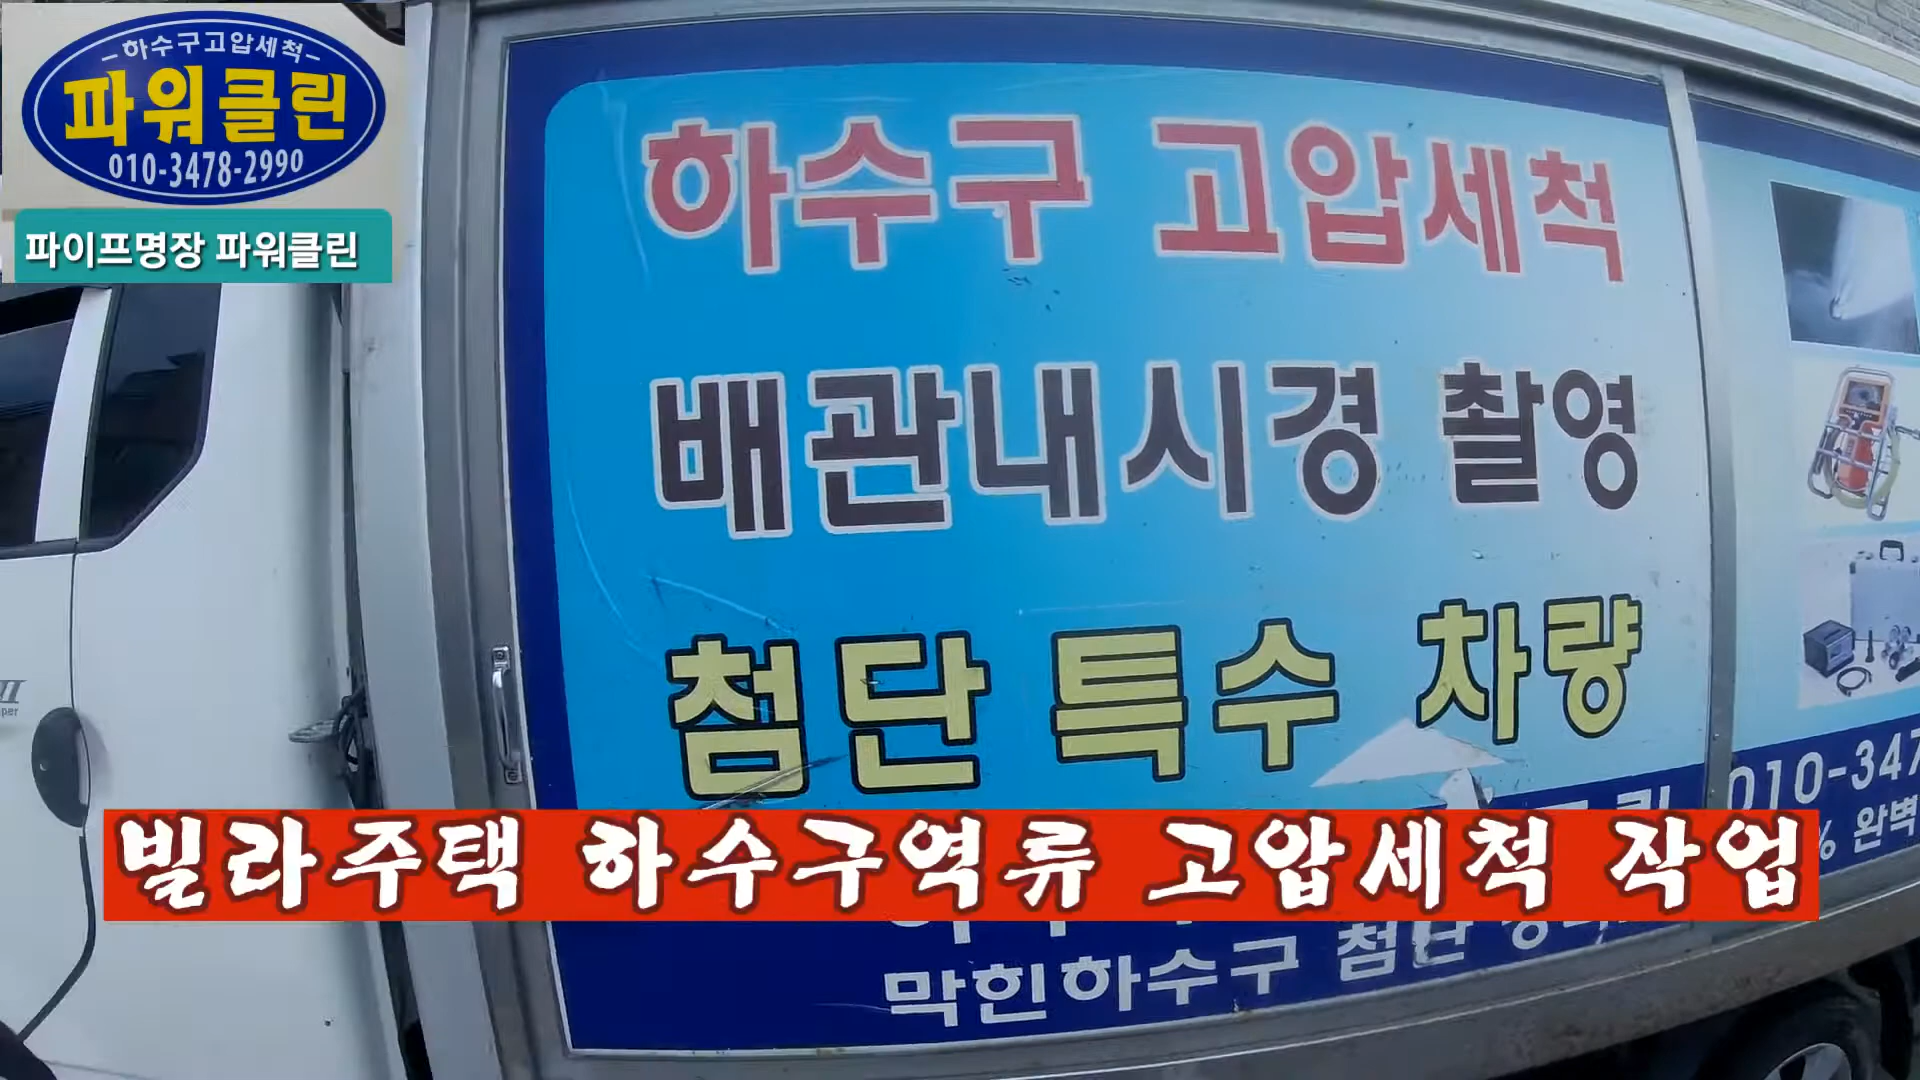 하수구고압세척
파워클린
010-3478-2990
파이프명장 파워클린
하수구 고압세척
배관내시경 촬영
첨단 특수 차량
010-347
% 완벽
빌라주택 하수구역류 고압세척 작업
막힌하수구 첨단